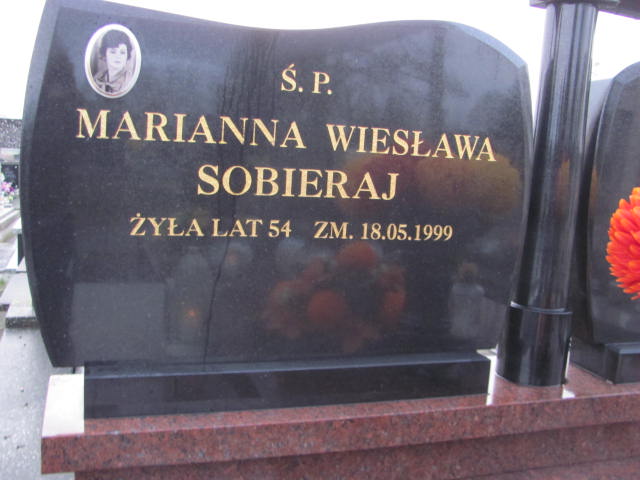 Ś. P.
MARIANNA WIESŁAWA
SOBIERAJ
ŻYŁA LAT 54 ZM. 18.05.1999